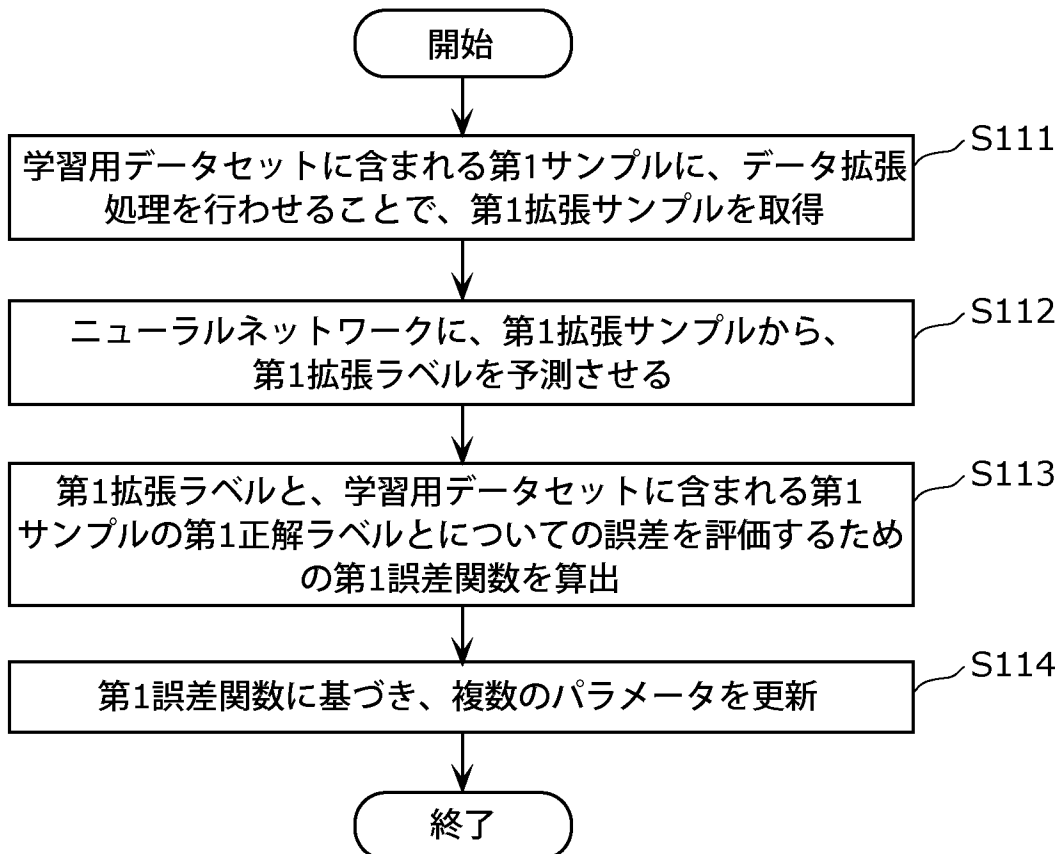 開始
S111
学習用データセットに含まれる第1サンプルに、データ拡張
処理を行わせることで、第1拡張サンプルを取得
S112
ニューラルネットワークに、第1拡張サンプルから、
第1拡張ラベルを予測させる
S113
第1拡張ラベルと、学習用データセットに含まれる第1
サンプルの第1正解ラベルとについての誤差を評価するため
の第1誤差関数を算出
S114
第1誤差関数に基づき、複数のパラメータを更新
終了